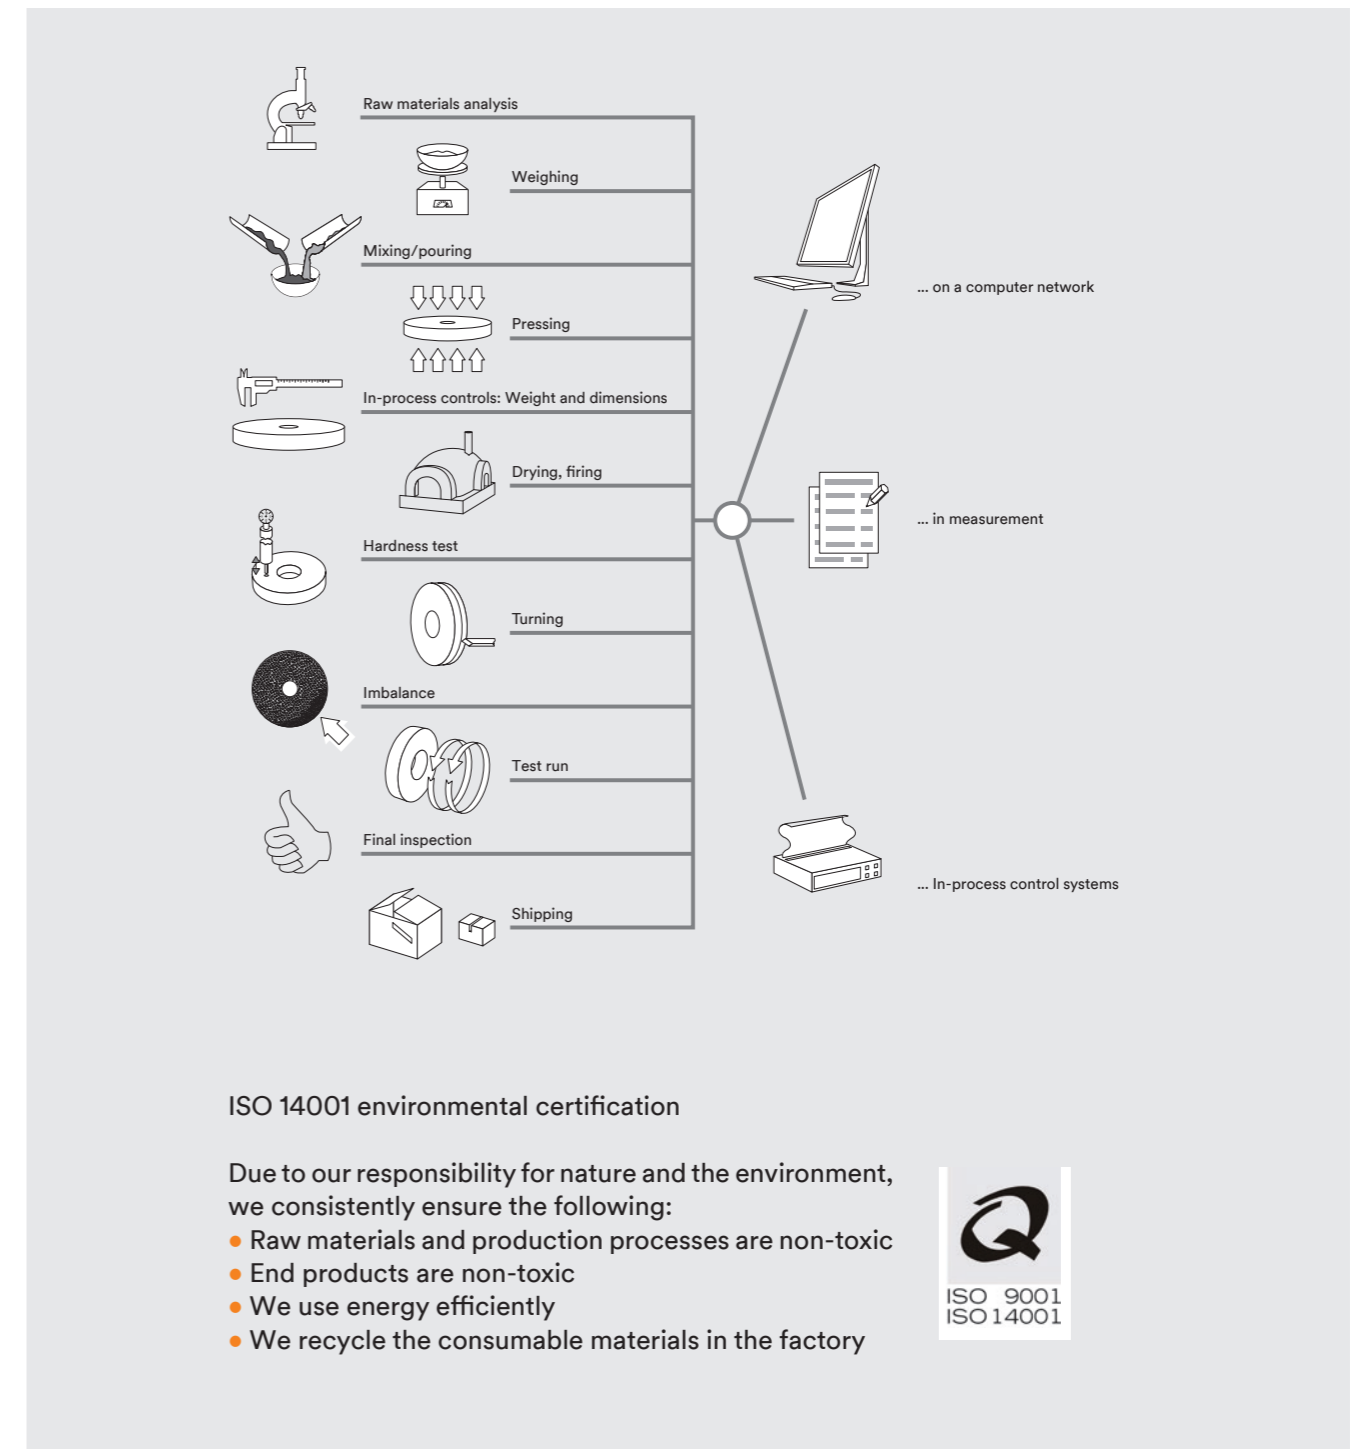 Raw materials analysis
Weighing
Mixing/pouring
Pressing
In-process controls: Weight and dimensions
Drying, firing
Hardness test
Turning
Imbalance
Test run
Final inspection
Shipping
... on a computer network
... in measurement
... In-process control systems
ISO 14001 environmental certification
Due to our responsibility for nature and the environment,
we consistently ensure the following:
● Raw materials and production processes are non-toxic
● End products are non-toxic
● We use energy efficiently
● We recycle the consumable materials in the factory
Q
ISO 9001
ISO 14001